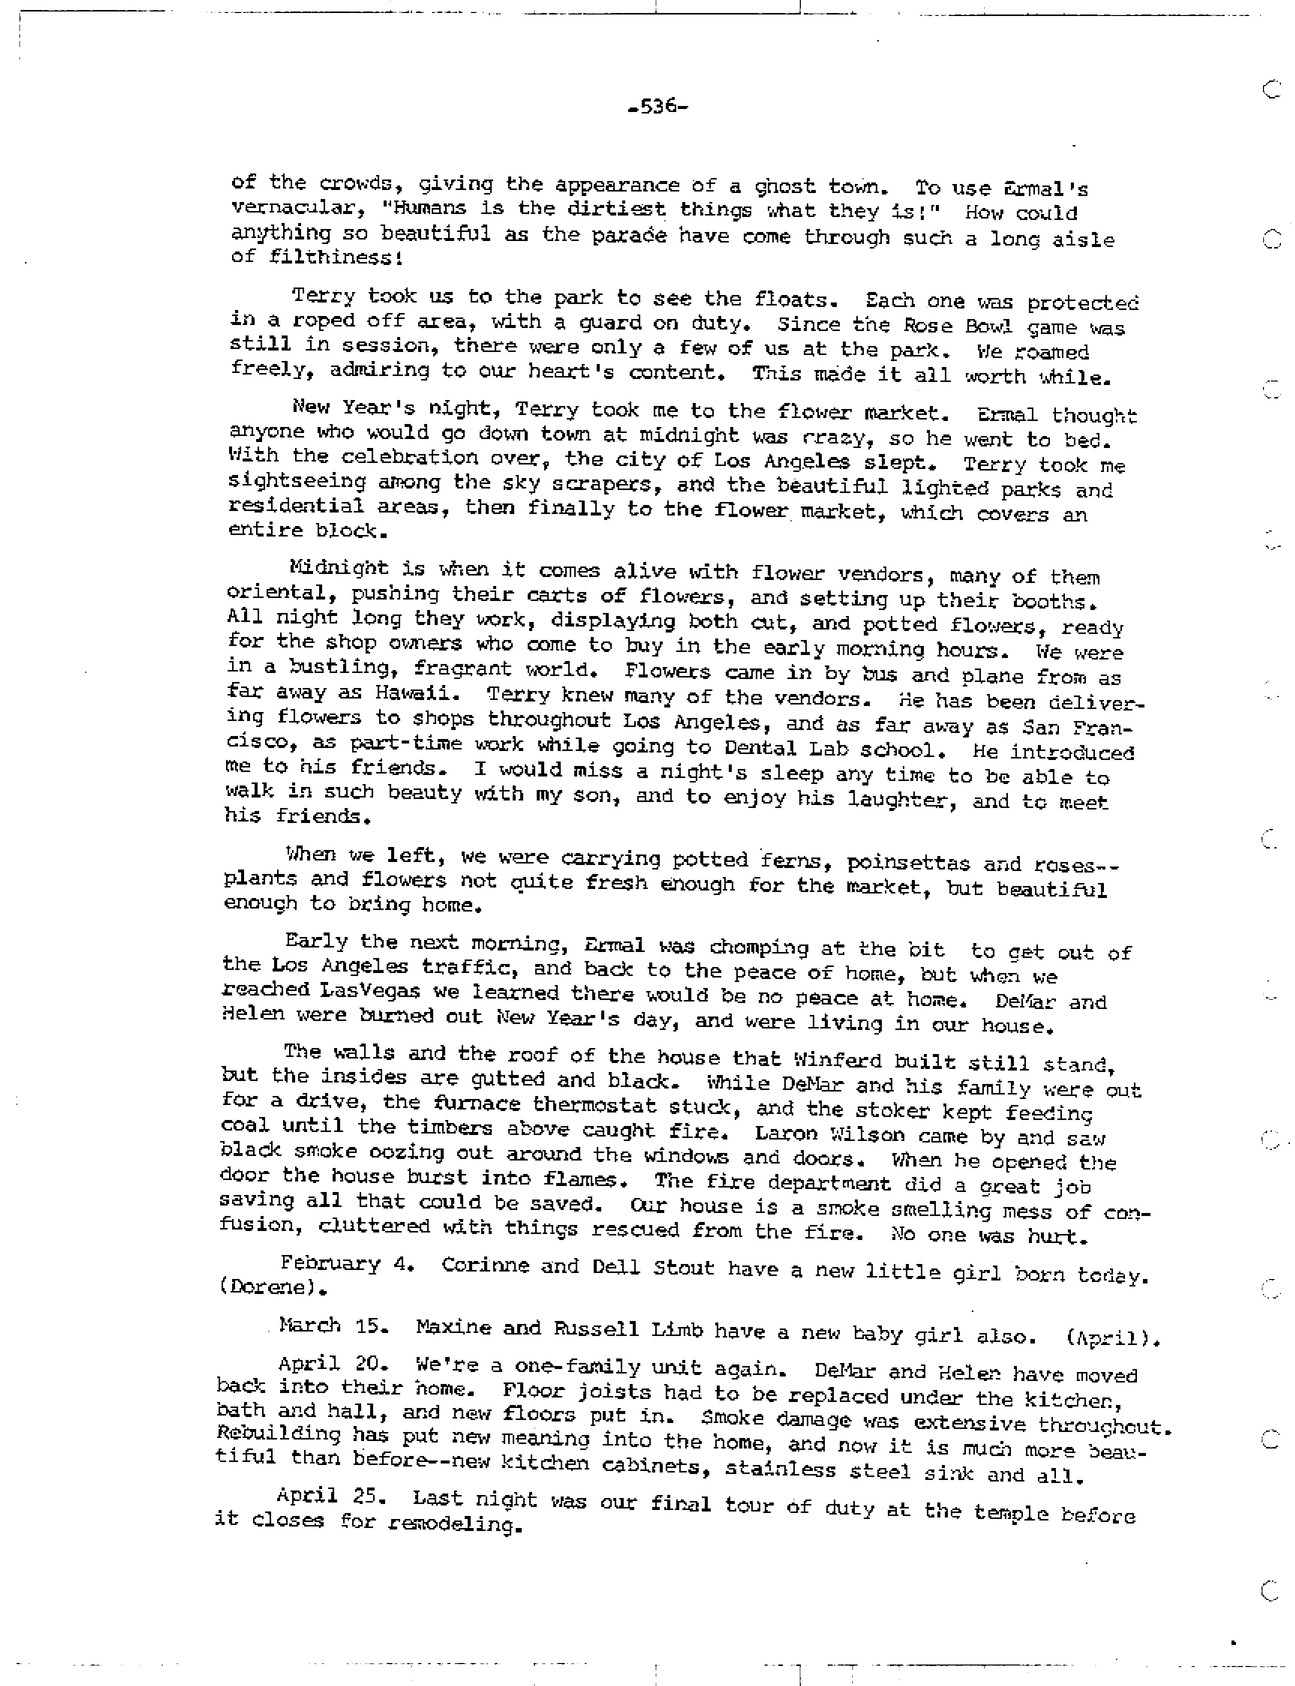 -536-
of the crowds, giving the appearance of a ghost town. To use Ermal's
vernacular, "Humans is the dirtiest things what they is!" How could
anything so beautiful as the parade have come through such a long aisle
of filthiness!
Terry took us to the park to see the floats. Each one was protected
in a roped off area, with a guard on duty. Since the Rose Bowl game was
still in session, there were only a few of us at the park. We roamed
freely, admiring to our heart's content. This made it all worth while.
New Year's night, Terry took me to the flower market. Ermal thought
anyone who would go down town at midnight was crazy, so he went to bed.
With the celebration over, the city of Los Angeles slept. Terry took me
sightseeing among the sky scrapers, and the beautiful lighted parks and
residential areas, then finally to the flower market, which covers an
entire block.
Midnight is when it comes alive with flower vendors, many of them
oriental, pushing their carts of flowers, and setting up their booths.
All night long they work, displaying both cut, and potted flowers, ready
for the shop owners who come to buy in the early morning hours. We were
in a bustling, fragrant world. Flowers came in by bus and plane from as
far away as Hawaii. Terry knew many of the vendors. He has been deliver-
ing flowers to shops throughout Los Angeles, and as far away as San Fran-
cisco, as part-time work while going to Dental Lab school. He introduced
me to his friends. I would miss a night's sleep any time to be able to
walk in such beauty with my son, and to enjoy his laughter, and to meet
his friends.
When we left, we were carrying potted ferns, poinsettas and roses--
plants and flowers not quite fresh enough for the market, but beautiful
enough to bring home.
Early the next morning, Ermal was chomping at the bit to get out of
the Los Angeles traffic, and back to the peace of home, but when we
reached LasVegas we learned there would be no peace at home. DeMar and
Helen were burned out New Year's day, and were living in our house.
The walls and the roof of the house that Winferd built still stand,
but the insides are gutted and black. While DeMar and his family were out
for a drive, the furnace thermostat stuck, and the stoker kept feeding
coal until the timbers above caught fire. Laron Wilson came by and saw
black smoke oozing out around the windows and doors. When he opened the
door the house burst into flames. The fire department did a great job
saving all that could be saved. Our house is a smoke smelling mess of con-
fusion, cluttered with things rescued from the fire. No one was hurt.
February 4. Corinne and Dell Stout have a new little girl born today.
(Dorene).
March 15. Maxine and Russell Limb have a new baby girl also. (April).
April 20. We're a one-family unit again. DeMar and Helen have moved
back into their home. Floor joists had to be replaced under the kitchen,
bath and hall, and new floors put in. Smoke damage was extensive throughout.
Rebuilding has put new meaning into the home, and now it is much more beau-
tiful than before--new kitchen cabinets, stainless steel sink and all.
April 25. Last night was our final tour of duty at the temple before
it closes for remodeling.